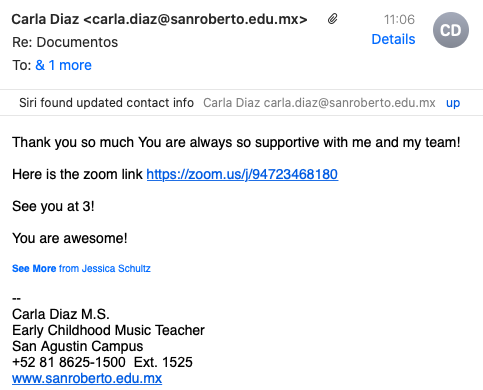 Carla Diaz <carla.diaz@sanroberto.edu.mx>
11:06
Re: Documentos
Details
CD
To: & 1 more
Siri found updated contact info Carla Diaz carla.diaz@sanroberto.edu.mx up
Thank you so much You are always so supportive with me and my team!
Here is the zoom link https://zoom.us/j/94723468180
See you at 3!
You are awesome!
See More from Jessica Schultz
--
Carla Diaz M.S.
Early Childhood Music Teacher
San Agustin Campus
+52 81 8625-1500 Ext. 1525
www.sanroberto.edu.mx